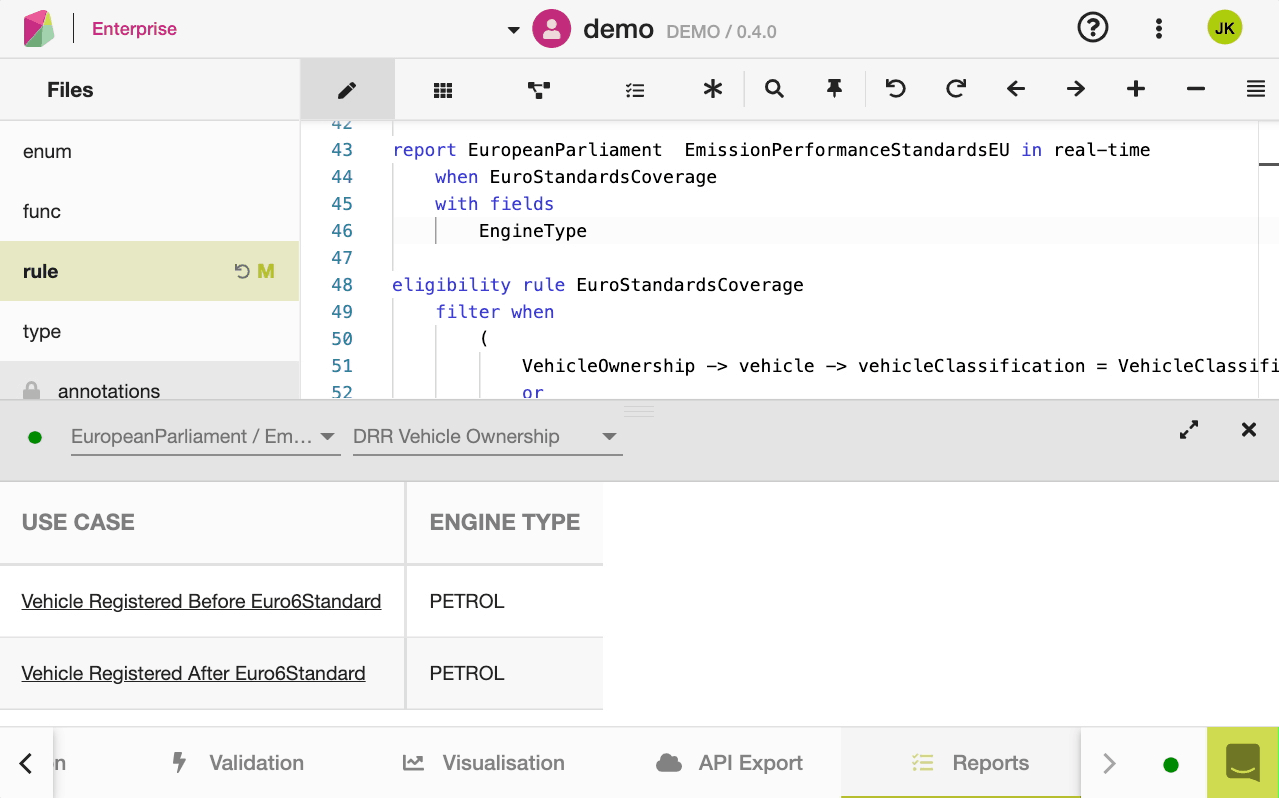 Enterprise
demo DEMO / 0.4.0
JK
Files
enum
func
rule M
type
annotations
42
43 report EuropeanParliament EmissionPerformanceStandardsEU in real-time
44 when EuroStandardsCoverage
45 with fields
46 EngineType
47
48 eligibility rule EuroStandardsCoverage
49 filter when
50 (
51 VehicleOwnership -> vehicle -> vehicleClassification = VehicleClassifi
52 or
EuropeanParliament / Em... DRR Vehicle Ownership
USE CASE ENGINE TYPE
Vehicle Registered Before Euro6Standard PETROL
Vehicle Registered After Euro6Standard PETROL
n Validation Visualisation API Export Reports